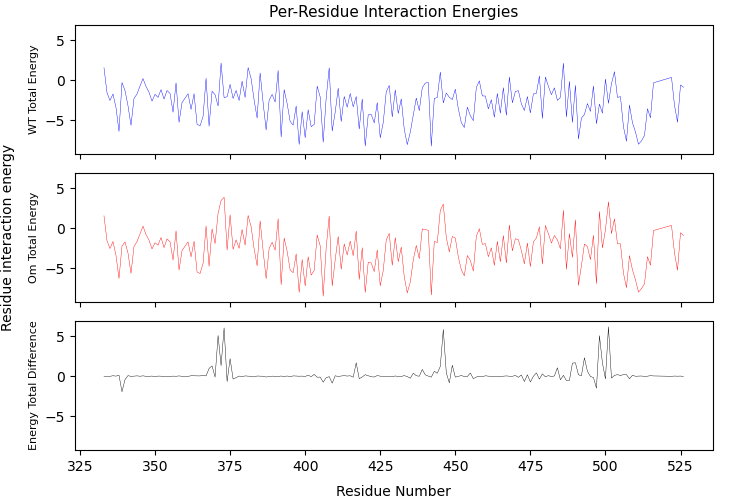 Per-Residue Interaction Energies
Residue interaction energy
WT Total Energy
5
0
−5
Om Total Energy
5
0
−5
Energy Total Difference
5
0
−5
325 350 375 400 425 450 475 500 525
Residue Number